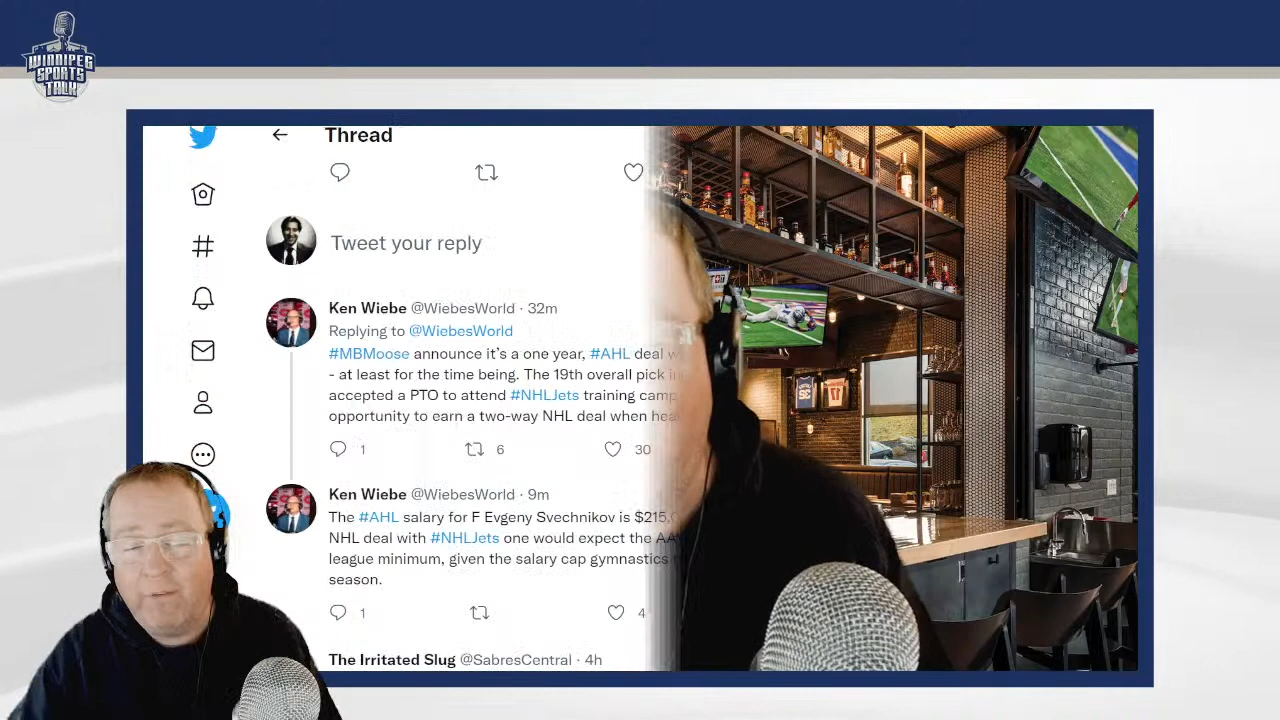 WINNIPEG
SPORTS
TALK
Thread
Tweet your reply
Ken Wiebe @WiebesWorld · 32m
Replying to @WiebesWorld
#MBMoose announce it's a one year, #AHL deal
- at least for the time being. The 19th overall pick
accepted a PTO to attend #NHLJets training camp
opportunity to earn a two-way NHL deal when
1 6 30
Ken Wiebe @WiebesWorld · 9m
The #AHL salary for F Evgeny Svechnikov is
NHL deal with #NHLJets one would expect the
league minimum, given the salary cap gymnastics
season.
1 4
The Irritated Slug @SabresCentral · 4h